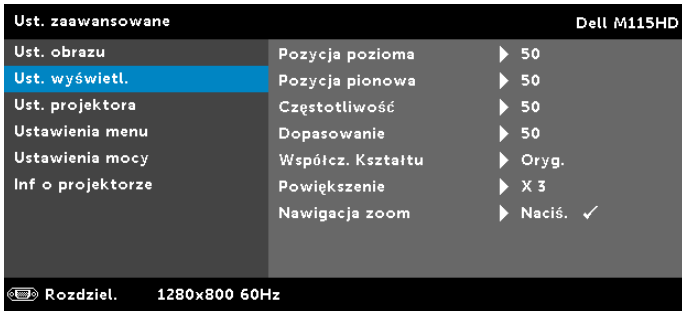 Ust. zaawansowane Dell M115HD
Ust. obrazu
Ust. wyświetl.
Ust. projektora
Ustawienia menu
Ustawienia mocy
Inf o projektorze
Pozycja pozioma 50
Pozycja pionowa 50
Częstotliwość 50
Dopasowanie 50
Współcz. Kształtu Oryg.
Powiększenie X 3
Nawigacja zoom Naciś. ✓
Rozdziel. 1280x800 60Hz